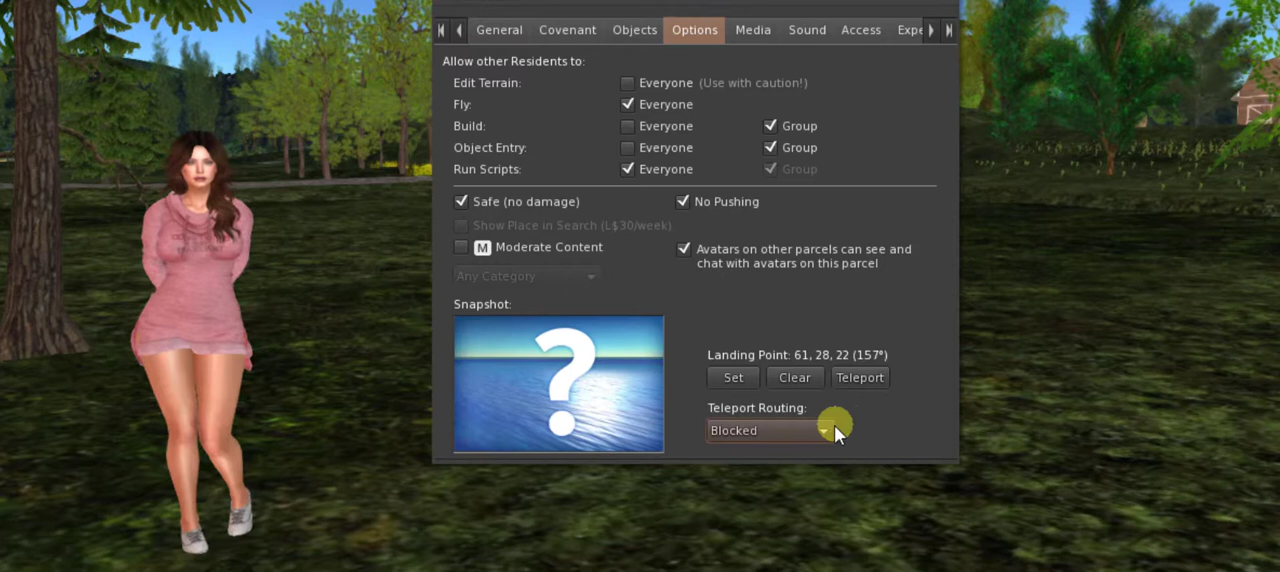 General Covenant Objects Options Media Sound Access Expe
Allow other Residents to:
Edit Terrain: Everyone (Use with caution!)
Fly: Everyone
Build: Everyone Group
Object Entry: Everyone Group
Run Scripts: Everyone Group
Safe (no damage) No Pushing
Show Place in Search (L$30/week)
M Moderate Content
Avatars on other parcels can see and
chat with avatars on this parcel
Any Category
Snapshot:
?
Landing Point: 61, 28, 22 (157°)
Set Clear Teleport
Teleport Routing:
Blocked